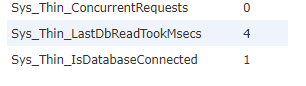 Sys_Thin_ConcurrentRequests 0
Sys_Thin_LastDbReadTookMsecs 4
Sys_Thin_IsDatabaseConnected 1